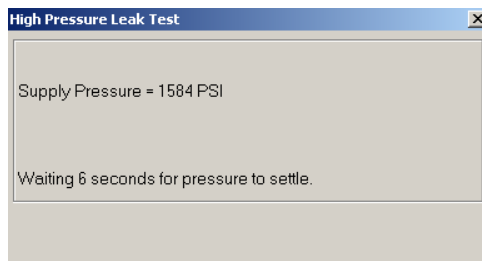 High Pressure Leak Test
Supply Pressure = 1584 PSI
Waiting 6 seconds for pressure to settle.